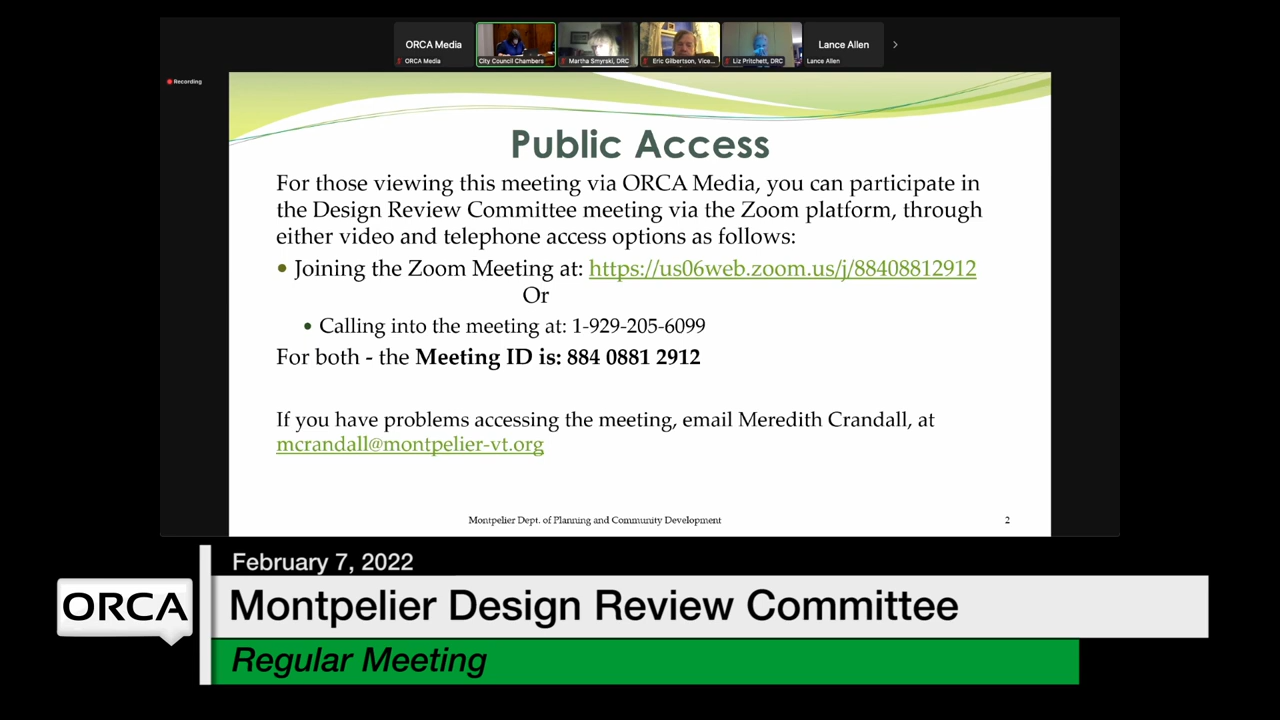 ORCA Media
Lance Allen
ORCA Media
City Council Chambers
Martha Smyrski, DRC
Eric Gilbertson, Vice...
Liz Pritchett, DRC
Lance Allen
Recording
Public Access
For those viewing this meeting via ORCA Media, you can participate in
the Design Review Committee meeting via the Zoom platform, through
either video and telephone access options as follows:
• Joining the Zoom Meeting at: https://us06web.zoom.us/j/88408812912
Or
• Calling into the meeting at: 1-929-205-6099
For both - the Meeting ID is: 884 0881 2912
If you have problems accessing the meeting, email Meredith Crandall, at
mcrandall@montpelier-vt.org
Montpelier Dept. of Planning and Community Development
2
February 7, 2022
ORCA
Montpelier Design Review Committee
Regular Meeting